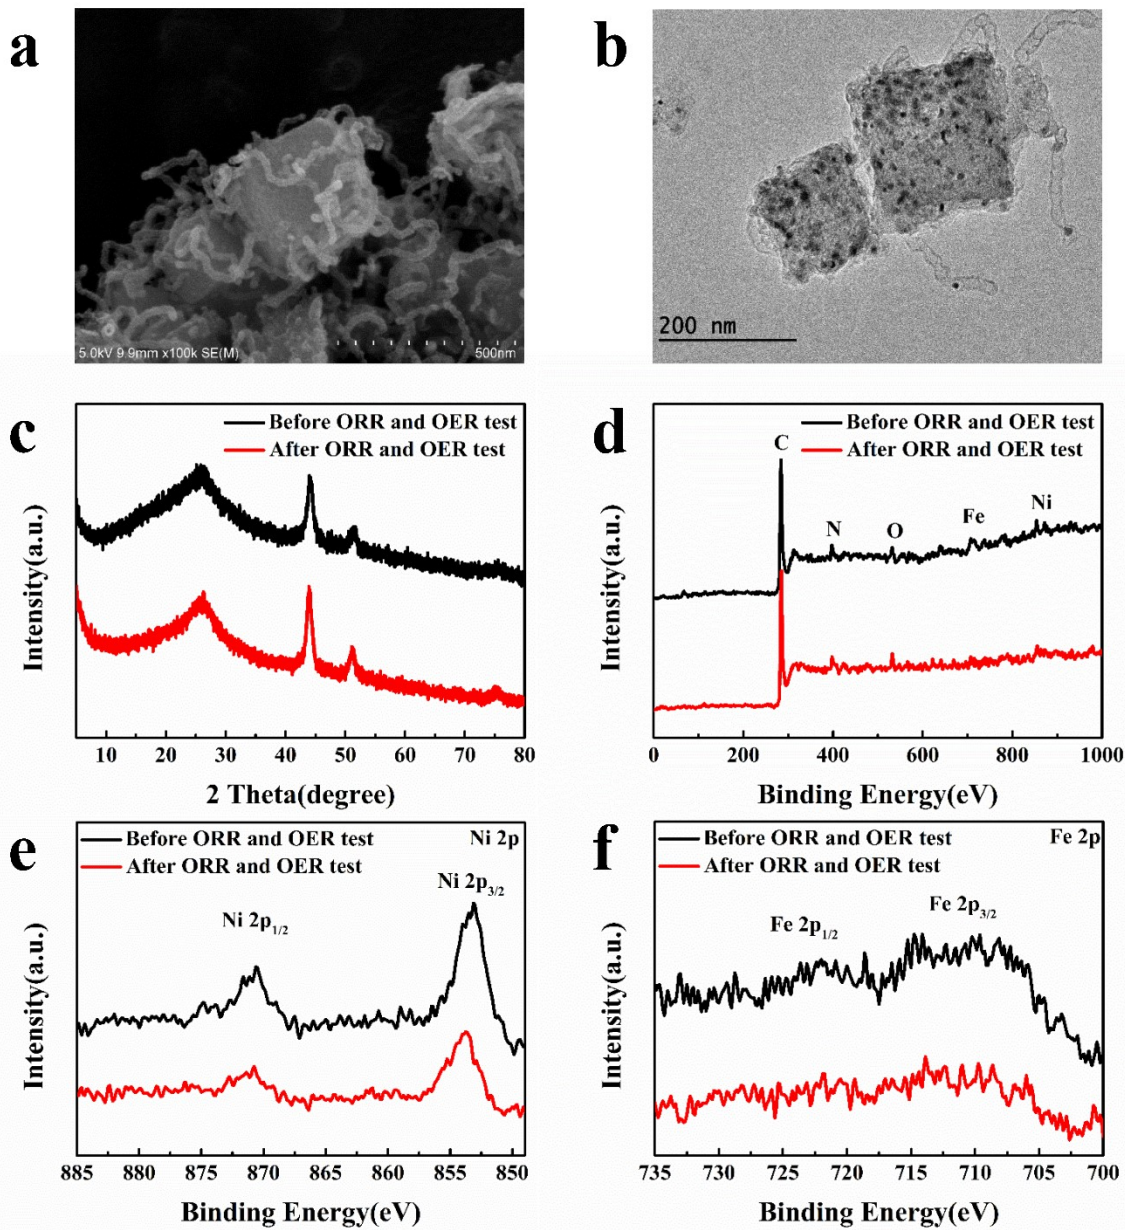 a
5.0kV 9.9mm x100k SE(M)
500nm
b
200 nm
c
Before ORR and OER test
After ORR and OER test
Intensity(a.u.)
10 20 30 40 50 60 70 80
2 Theta(degree)
d
Before ORR and OER test
After ORR and OER test
C
N
O
Fe
Ni
Intensity(a.u.)
0 200 400 600 800 1000
Binding Energy(eV)
e
Before ORR and OER test
After ORR and OER test
Ni 2p
Ni 2p3/2
Ni 2p1/2
Intensity(a.u.)
885 880 875 870 865 860 855 850
Binding Energy(eV)
f
Before ORR and OER test
After ORR and OER test
Fe 2p
Fe 2p3/2
Fe 2p1/2
Intensity(a.u.)
735 730 725 720 715 710 705 700
Binding Energy(eV)